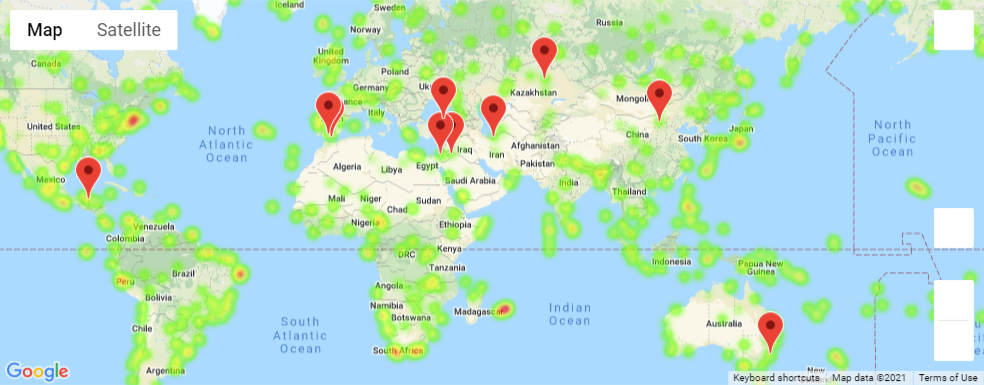 Map
Satellite
Iceland
Sweden
Norway
Russia
Canada
United
Kingdom
Poland
Germany
Uk
ance
Italy
Kazakhstan
Mongol
United States
North
Atlantic
Ocean
Iraq
Iran
Afghanistan
Pakistan
China
South Korea
Japan
North
Pacific
Ocean
Mexico
Algeria
Libya
Egypt
Saudi Arabia
India
Thailand
Mali
Niger
Chad
Sudan
Nigeria
Ethiopia
Venezuela
Colombia
DRC
Kenya
Tanzania
Indonesia
Papua New
Guinea
Peru
Brazil
Bolivia
Angola
Namibia
Botswana
Madagascar
Indian
Ocean
Chile
South
Atlantic
Ocean
Australia
South Africa
Argentina
New
Google
Keyboard shortcuts
Map data ©2021
Terms of Use